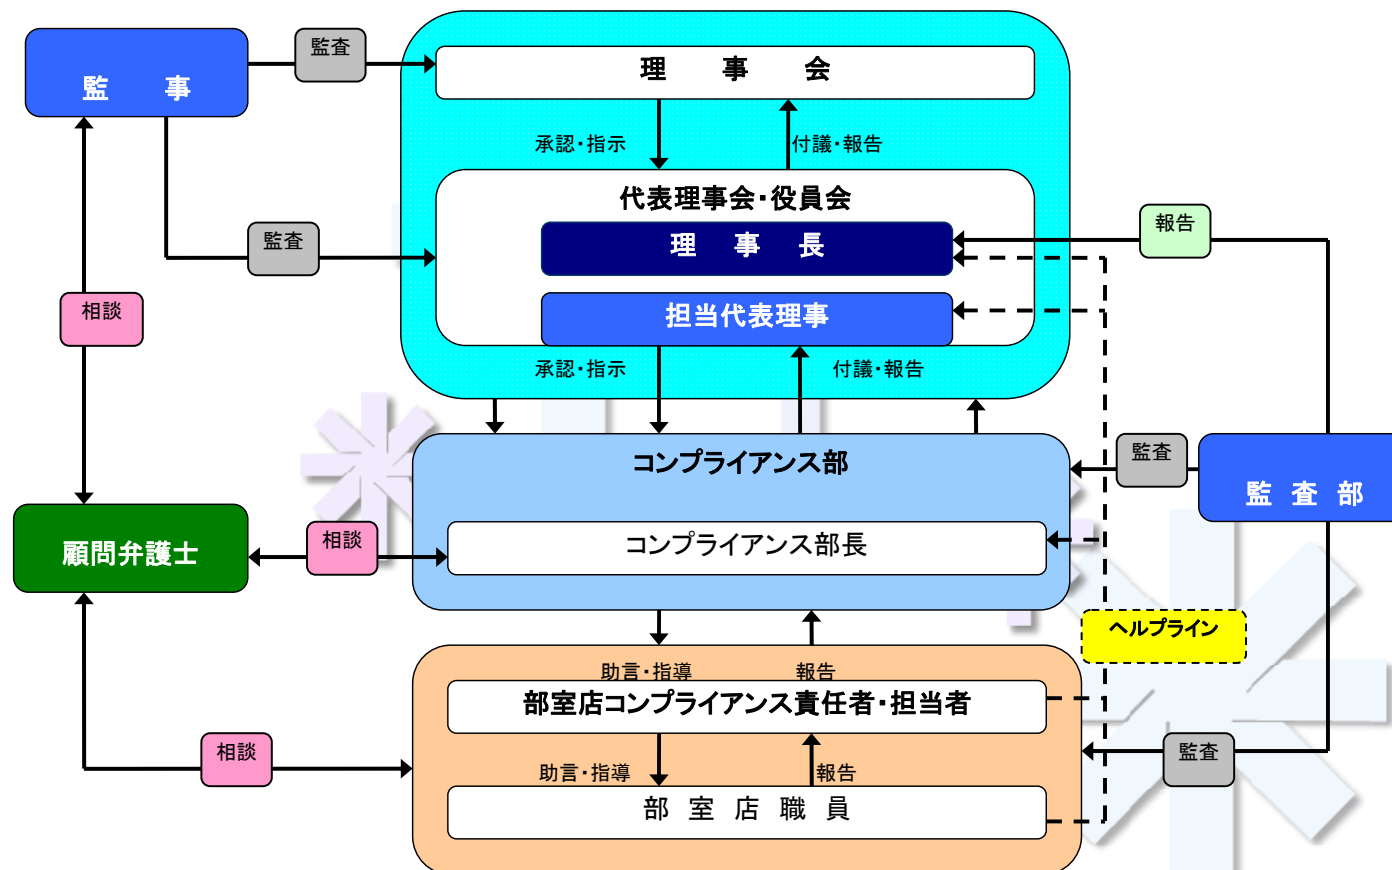 監査
理事会
監事
承認・指示
付議・報告
代表理事会・役員会
報告
監査
理事長
相談
担当代表理事
承認・指示
付議・報告
コンプライアンス部
監査
監査部
相談
コンプライアンス部長
顧問弁護士
ヘルプライン
助言・指導
報告
部室店コンプライアンス責任者・担当者
相談
監査
助言・指導
報告
部室店職員